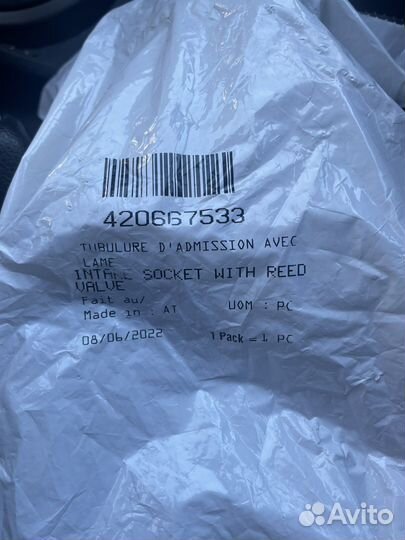 420667533
TUBULURE D'ADMISSION AVEC
LAME
INTAKE SOCKET WITH REED
VALVE
Fait au/
Made in : AT UOM : PC
08/06/2022 1 Pack = 1 PC
Avito